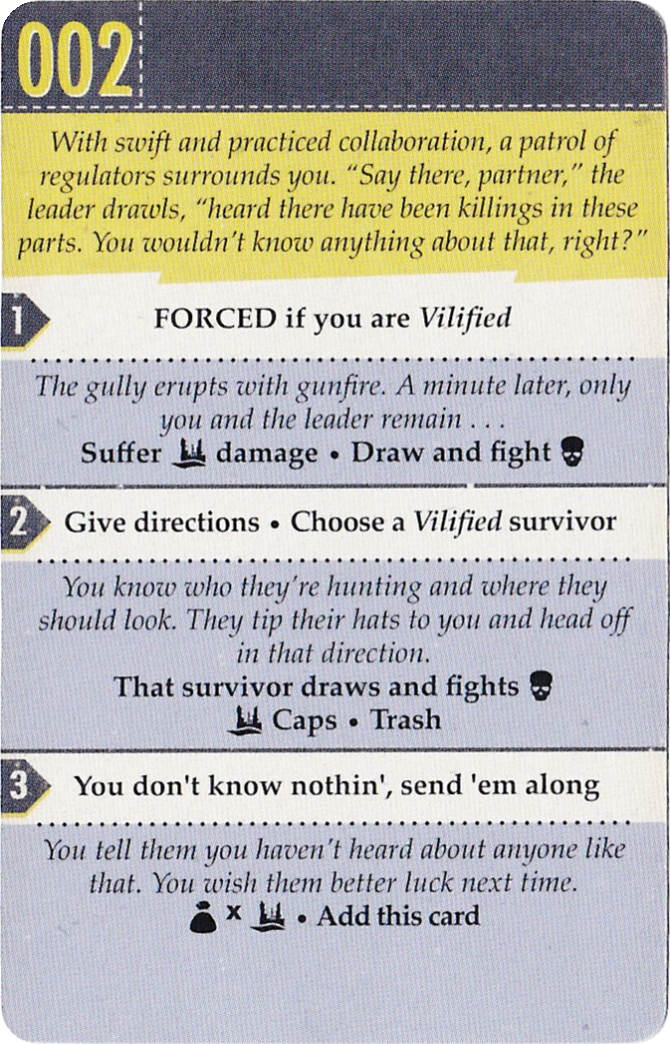 002
With swift and practiced collaboration, a patrol of
regulators surrounds you. “Say there, partner,” the
leader drawls, “heard there have been killings in these
parts. You wouldn’t know anything about that, right?”
1
FORCED if you are Vilified
The gully erupts with gunfire. A minute later, only
you and the leader remain . . .
Suffer damage • Draw and fight
2
Give directions • Choose a Vilified survivor
You know who they’re hunting and where they
should look. They tip their hats to you and head off
in that direction.
That survivor draws and fights
Caps • Trash
3
You don't know nothin', send 'em along
You tell them you haven’t heard about anyone like
that. You wish them better luck next time.
x • Add this card